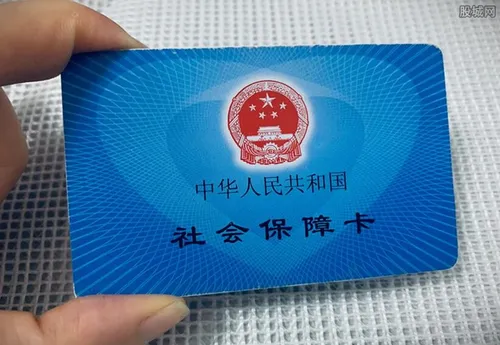 股城网
中华人民共和国
社会保障卡